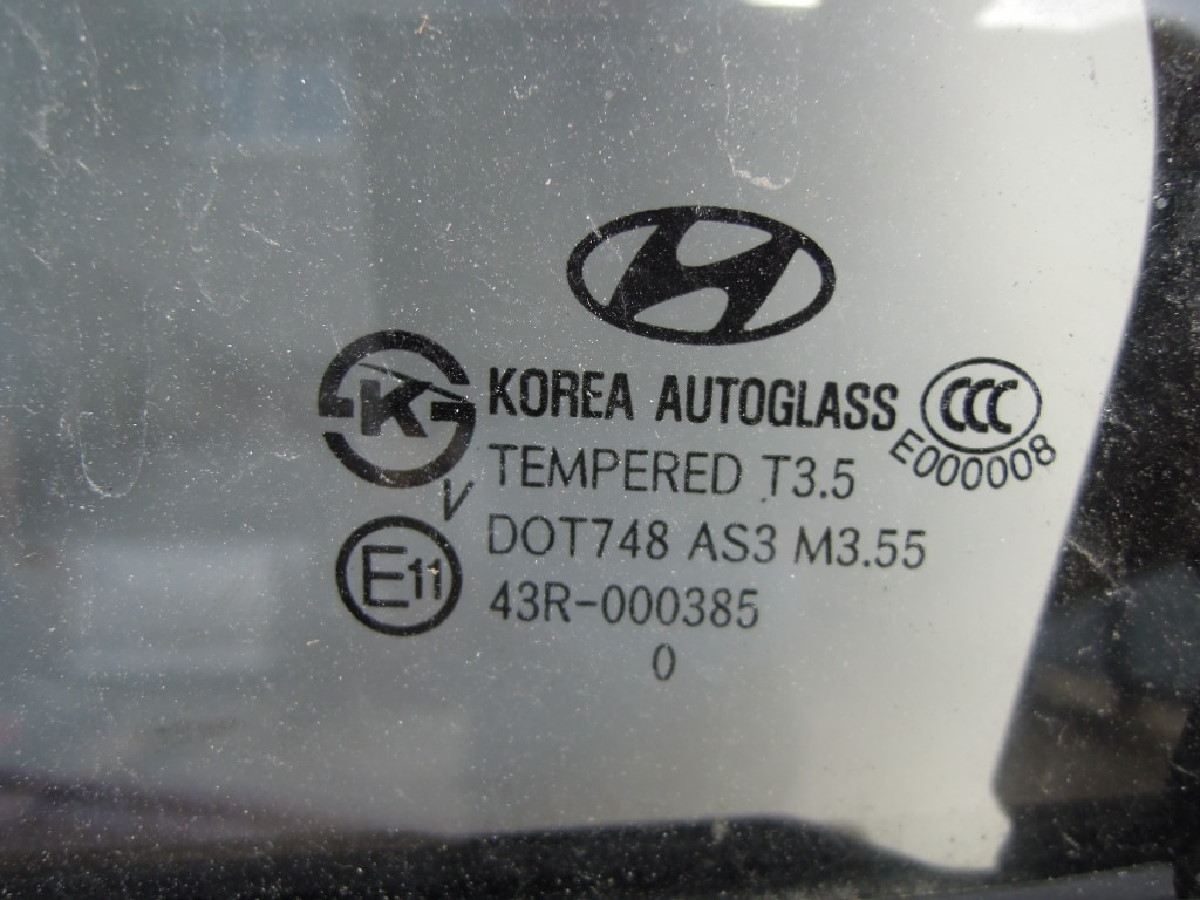 KOREA AUTOGLASS
CCC
E000008
K
TEMPERED T3.5
V
DOT748 AS3 M3.55
E11
43R-000385
0